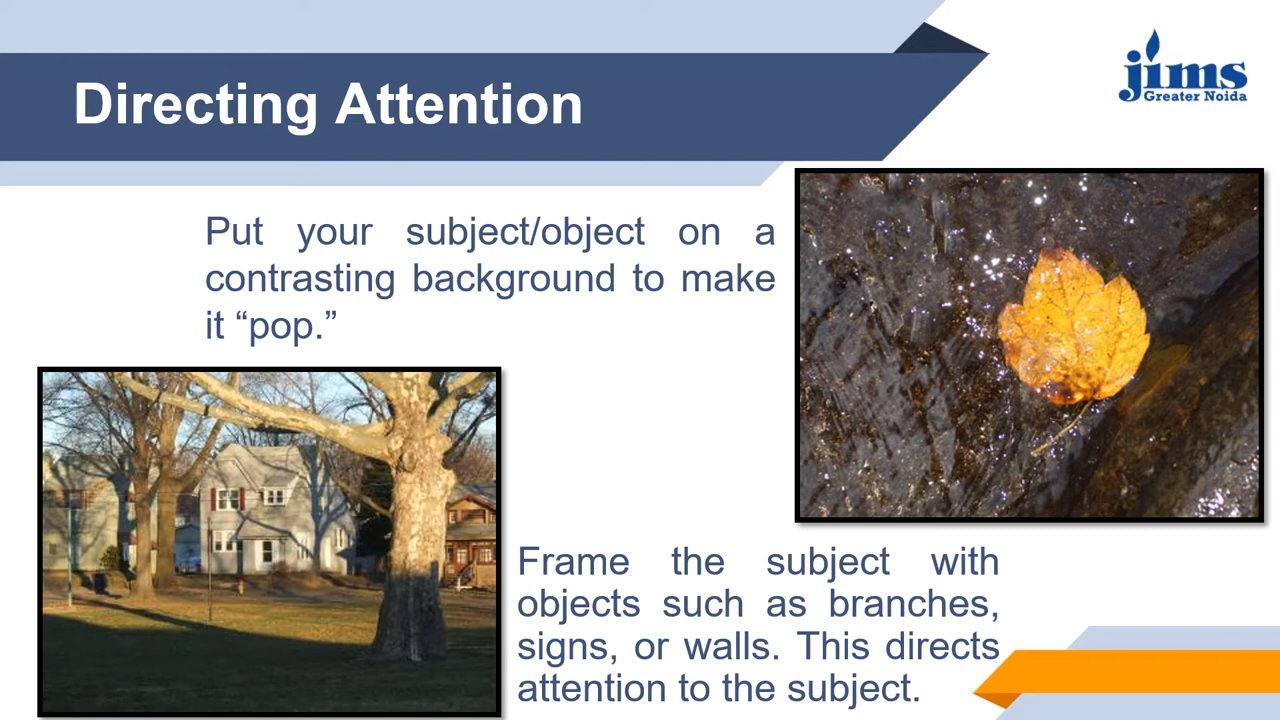 Directing Attention
jims
Greater Noida
Put your subject/object on a
contrasting background to make
it “pop.”
Frame the subject with
objects such as branches,
signs, or walls. This directs
attention to the subject.